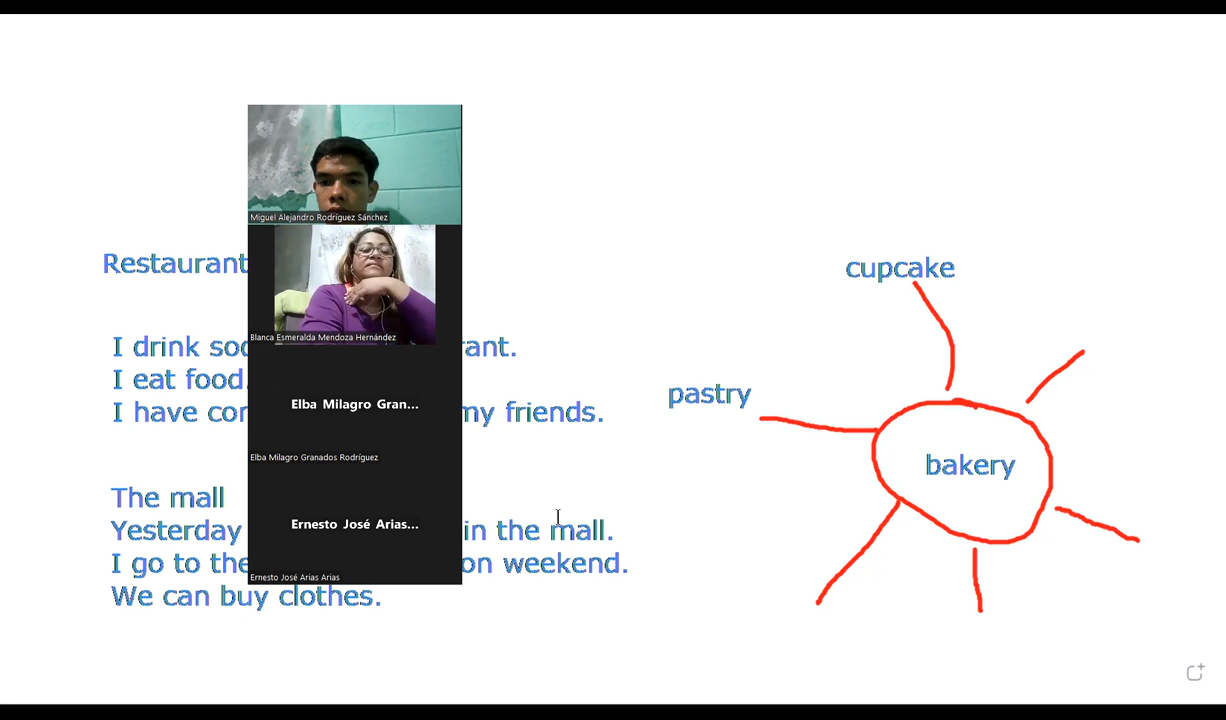 Miguel Alejandro Rodríguez Sánchez
Restaurant
Blanca Esmeralda Mendoza Hernández
I drink rant.
I eat food.
I have my friends.
Elba Milagro Gran...
Elba Milagro Granados Rodríguez
The mall
Yesterday in the mall.
I go to the on weekend.
We can buy clothes.
Ernesto José Arias...
Ernesto José Arias Arias
cupcake
pastry
bakery